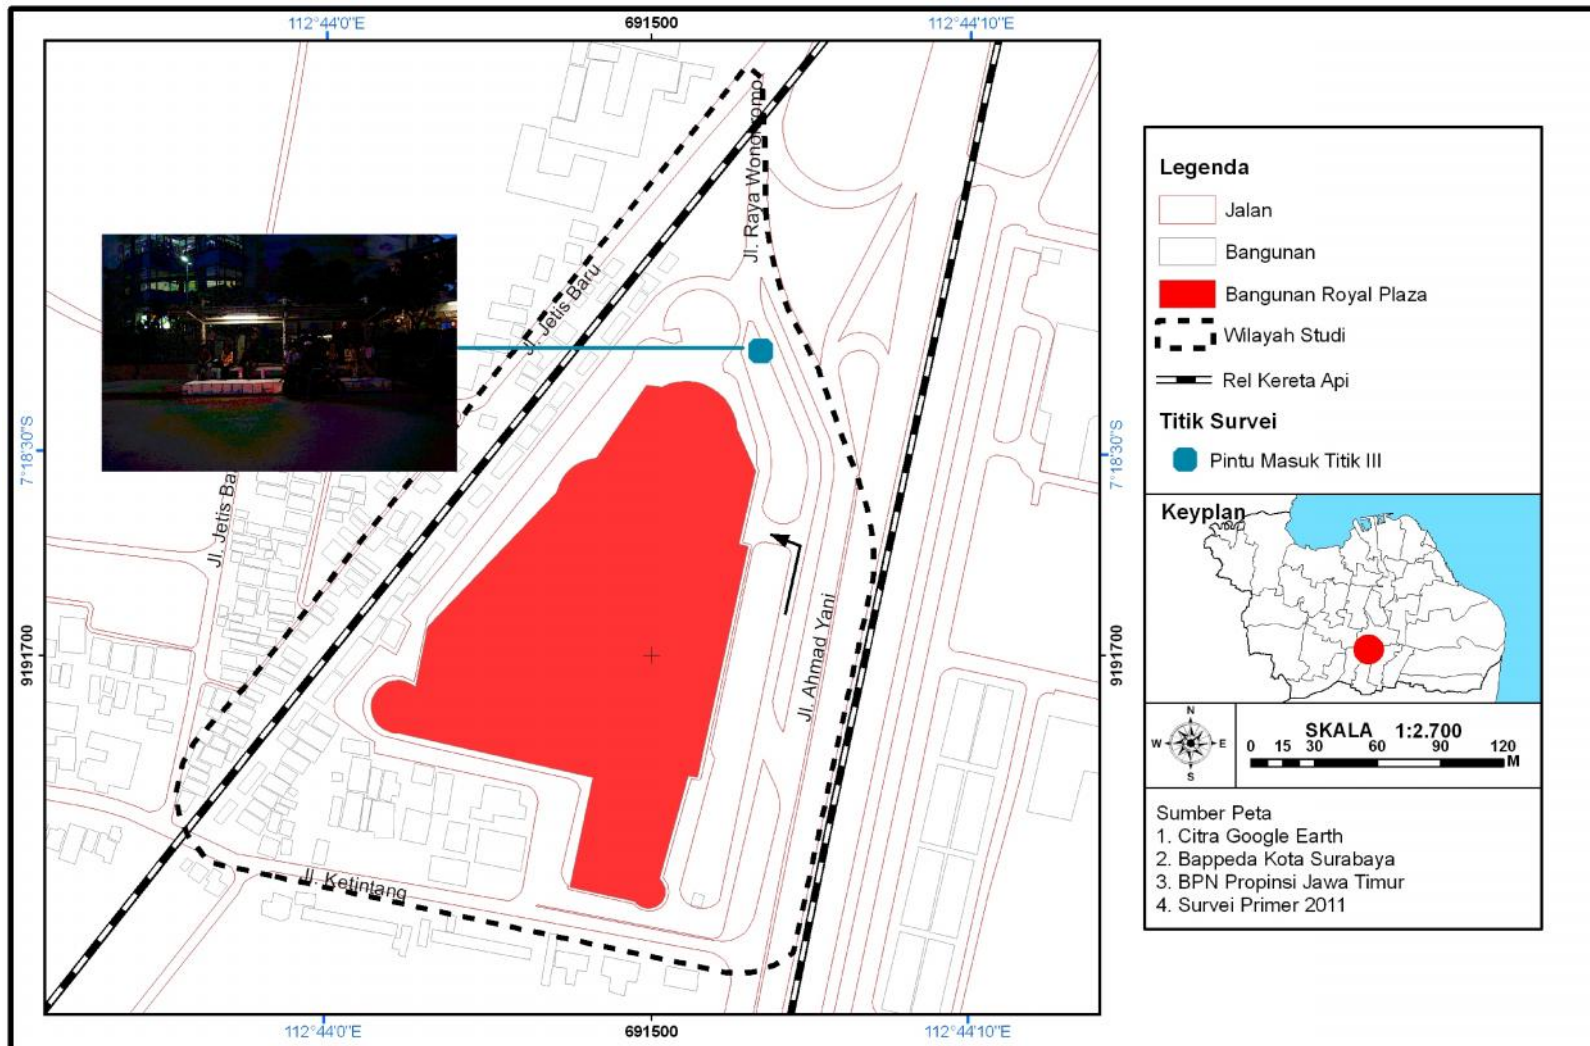 112°44'0"E
691500
112°44'10"E
7°18'30"S
9191700
Jl. Raya Wonokromo
Jl. Jetis Baru
Jl. Jetis Ba
Jl. Ahmad Yani
Jl. Ketintang
7°18'30"S
9191700
112°44'0"E
691500
112°44'10"E
Legenda
Jalan
Bangunan
Bangunan Royal Plaza
Wilayah Studi
Rel Kereta Api
Titik Survei
Pintu Masuk Titik III
Keyplan
N
W E
S
SKALA 1:2.700
0 15 30 60 90 120
M
Sumber Peta
1. Citra Google Earth
2. Bappeda Kota Surabaya
3. BPN Propinsi Jawa Timur
4. Survei Primer 2011